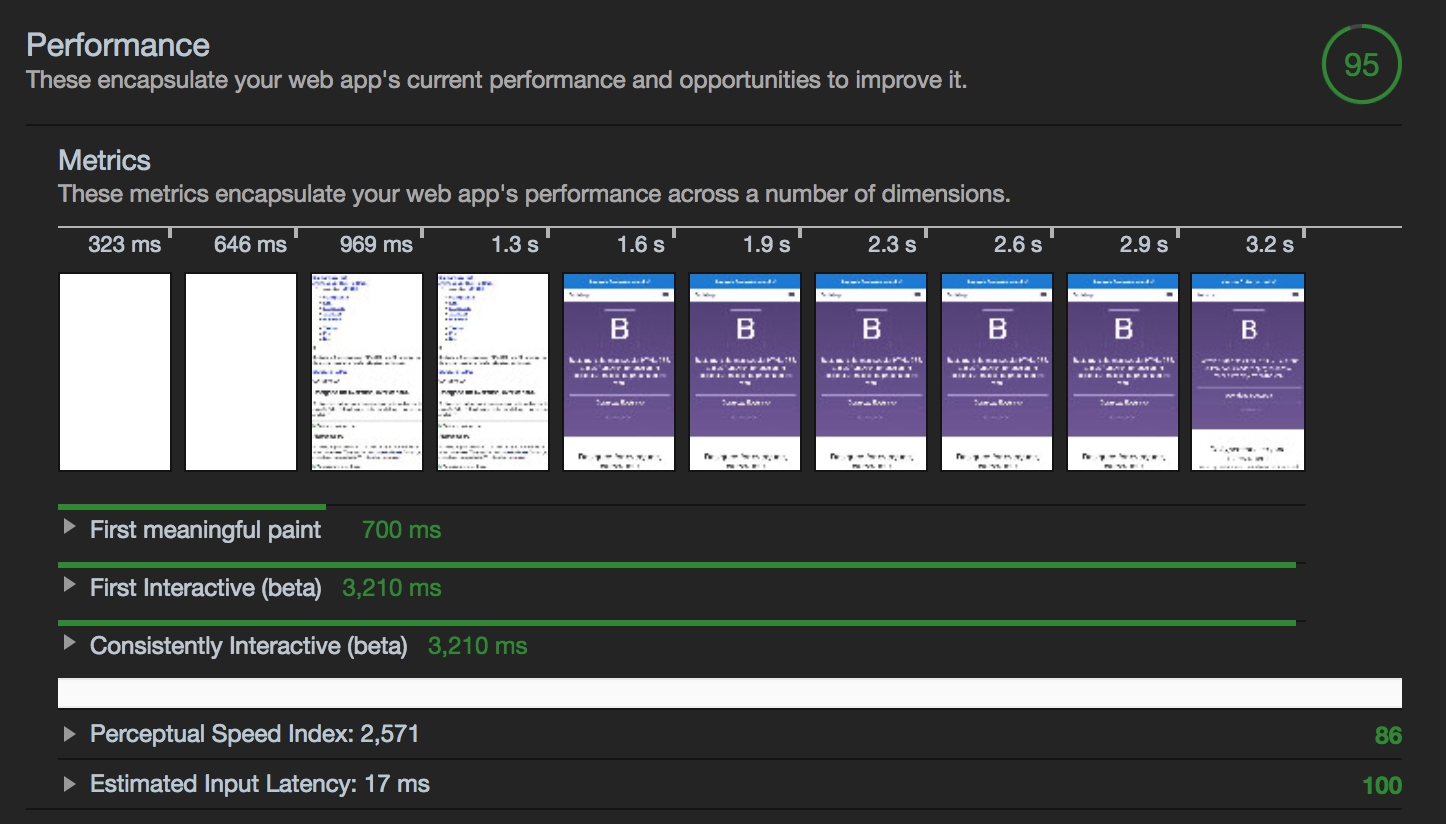 Performance
95
These encapsulate your web app's current performance and opportunities to improve it.
Metrics
These metrics encapsulate your web app's performance across a number of dimensions.
323 ms 646 ms 969 ms 1.3 s 1.6 s 1.9 s 2.3 s 2.6 s 2.9 s 3.2 s
B B B B B B
First meaningful paint 700 ms
First Interactive (beta) 3,210 ms
Consistently Interactive (beta) 3,210 ms
Perceptual Speed Index: 2,571 86
Estimated Input Latency: 17 ms 100